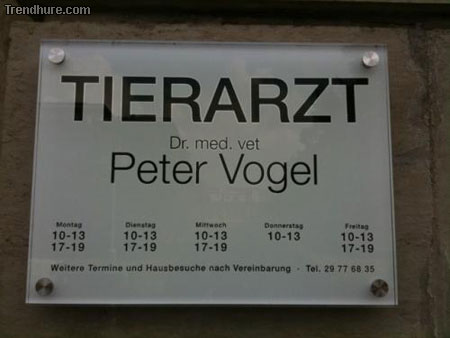 Trendhure.com
TIERARZT
Dr. med. vet
Peter Vogel
Montag Dienstag Mittwoch Donnerstag Freitag
10-13 10-13 10-13 10-13 10-13
17-19 17-19 17-19 17-19
Weitere Termine und Hausbesuche nach Vereinbarung - Tel. 29 77 68 35